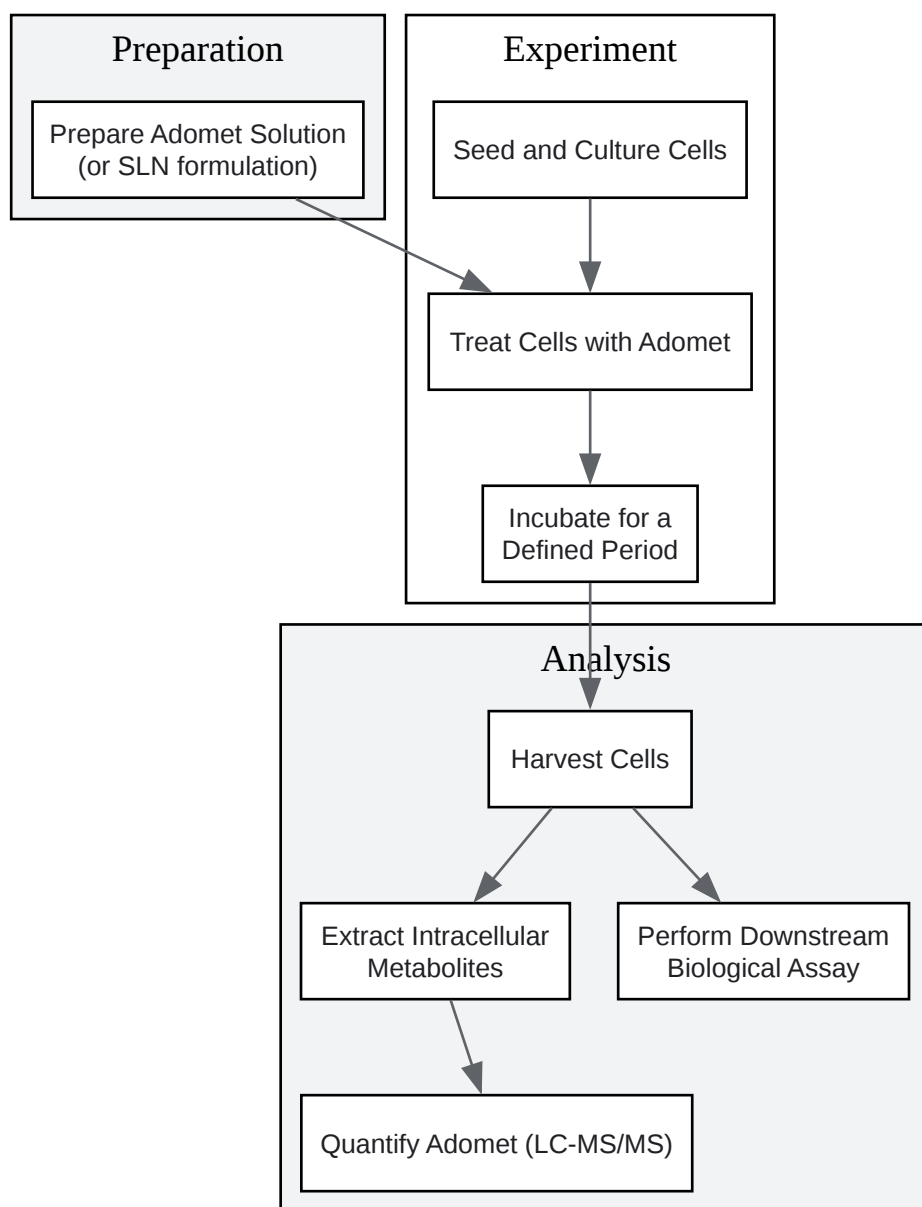 Preparation
Prepare Adomet Solution
(or SLN formulation)
Experiment
Seed and Culture Cells
Treat Cells with Adomet
Incubate for a
Defined Period
Analysis
Harvest Cells
Extract Intracellular
Metabolites
Perform Downstream
Biological Assay
Quantify Adomet (LC-MS/MS)